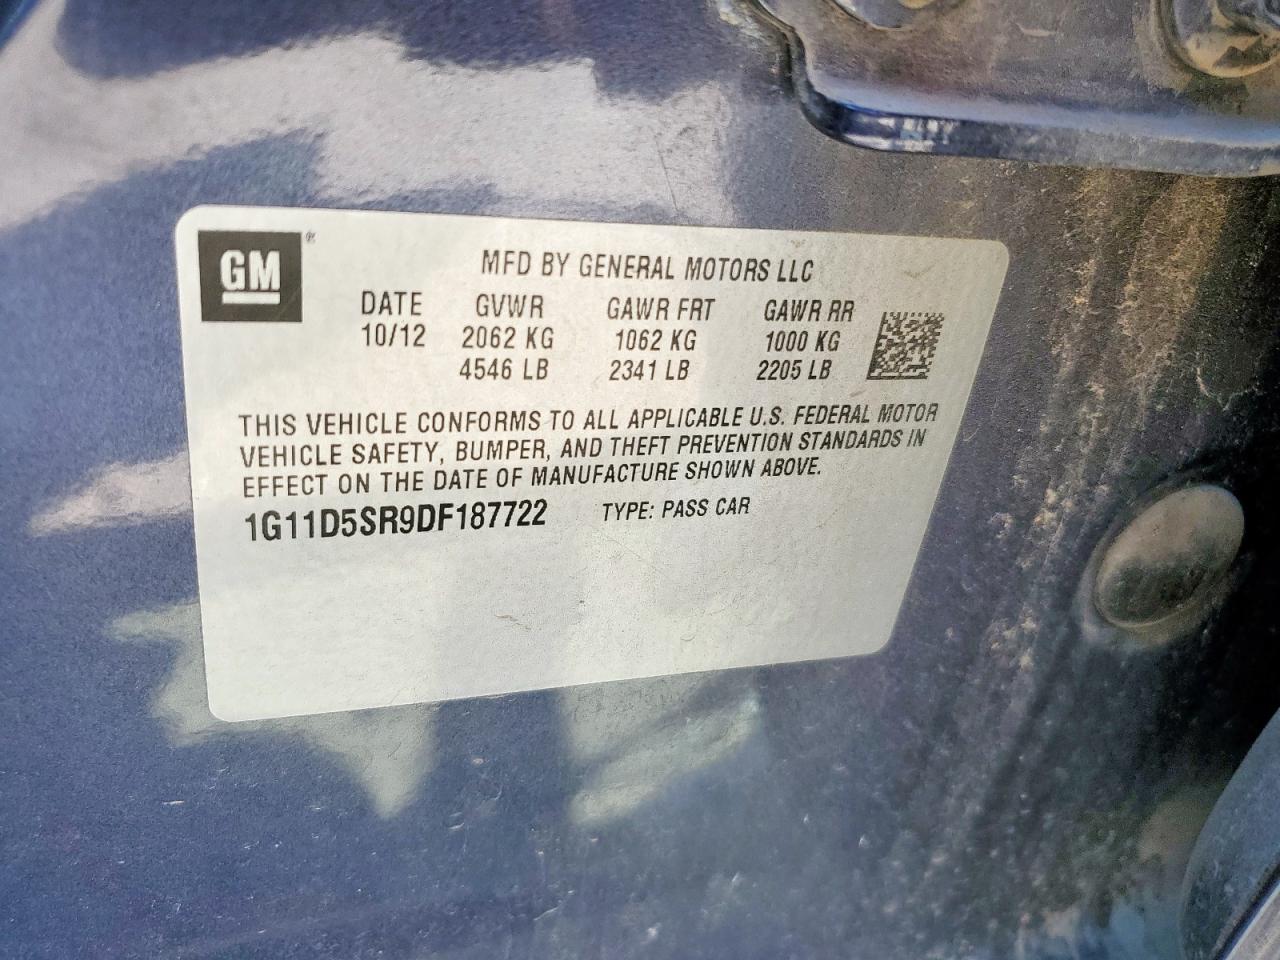 GM®
MFD BY GENERAL MOTORS LLC
DATE GVWR GAWR FRT GAWR RR
10/12 2062 KG 1062 KG 1000 KG
4546 LB 2341 LB 2205 LB
THIS VEHICLE CONFORMS TO ALL APPLICABLE U.S. FEDERAL MOTOR
VEHICLE SAFETY, BUMPER, AND THEFT PREVENTION STANDARDS IN
EFFECT ON THE DATE OF MANUFACTURE SHOWN ABOVE.
1G11D5SR9DF187722 TYPE: PASS CAR